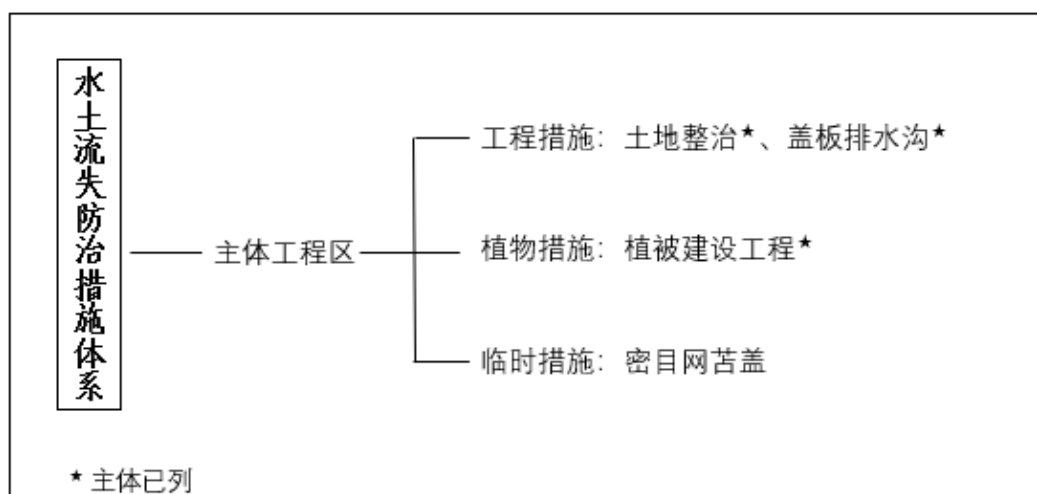 水土流失防治措施体系
主体工程区
工程措施：土地整治★、盖板排水沟★
植物措施：植被建设工程★
临时措施：密目网苫盖
★ 主体已列